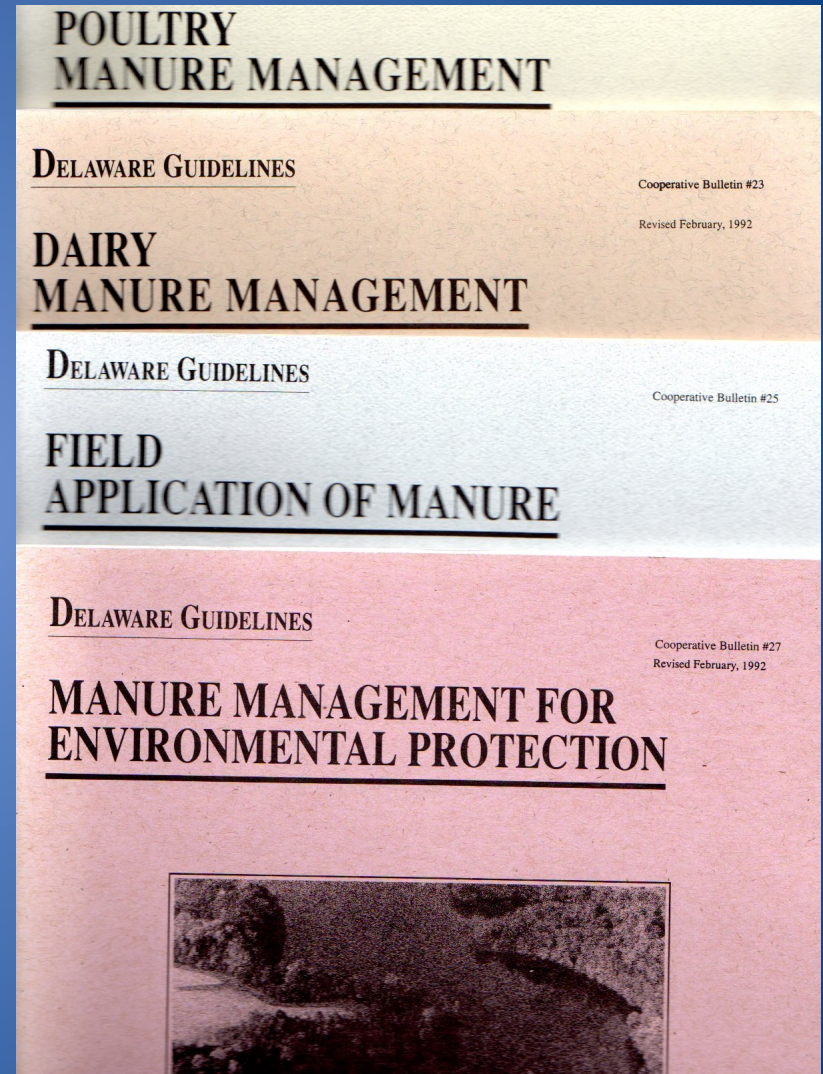 POULTRY
MANURE MANAGEMENT
DELAWARE GUIDELINES
Cooperative Bulletin #23
Revised February, 1992
DAIRY
MANURE MANAGEMENT
DELAWARE GUIDELINES
Cooperative Bulletin #25
FIELD
APPLICATION OF MANURE
DELAWARE GUIDELINES
Cooperative Bulletin #27
Revised February, 1992
MANURE MANAGEMENT FOR
ENVIRONMENTAL PROTECTION